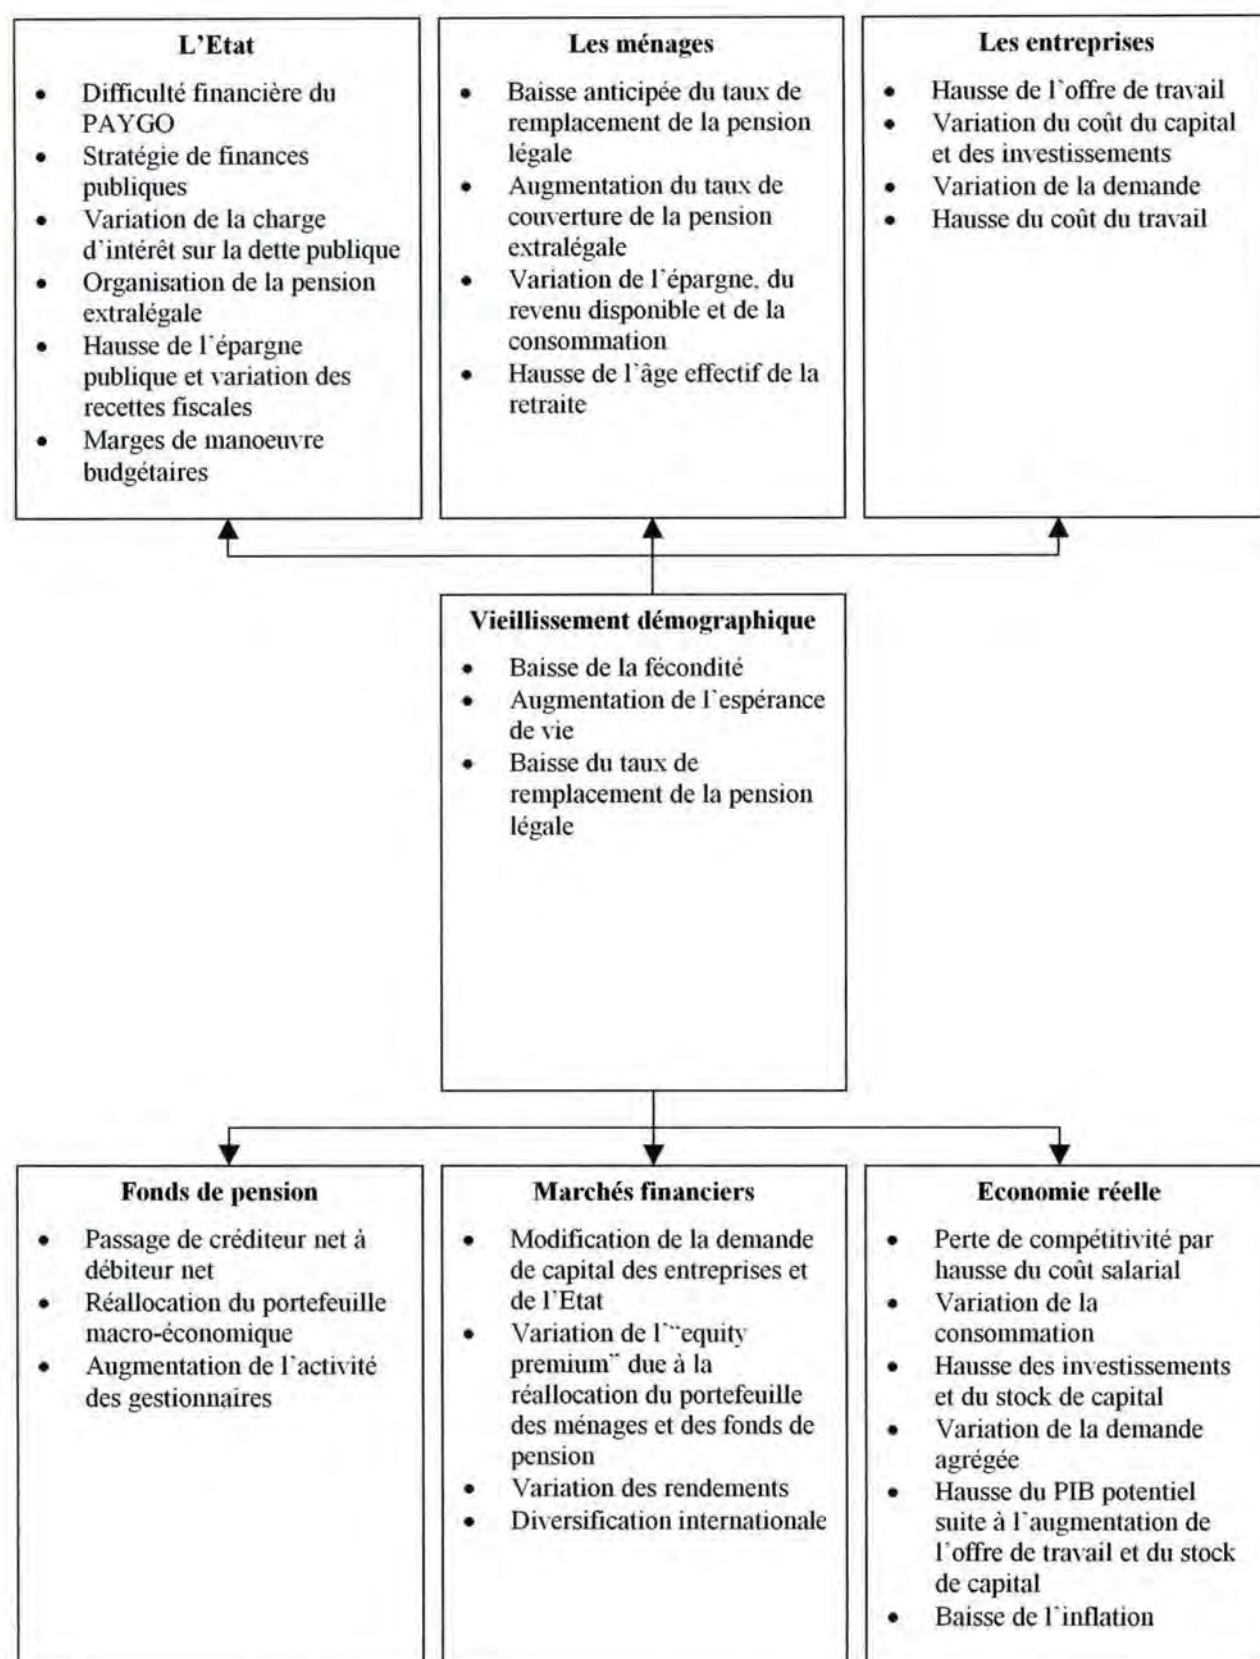 L'Etat
• Difficulté financière du
PAYGO
• Stratégie de finances
publiques
• Variation de la charge
d'intérêt sur la dette publique
• Organisation de la pension
extralégale
• Hausse de l'épargne
publique et variation des
recettes fiscales
• Marges de manoeuvre
budgétaires
Les ménages
• Baisse anticipée du taux de
remplacement de la pension
légale
• Augmentation du taux de
couverture de la pension
extralégale
• Variation de l'épargne, du
revenu disponible et de la
consommation
• Hausse de l'âge effectif de la
retraite
Les entreprises
• Hausse de l'offre de travail
• Variation du coût du capital
et des investissements
• Variation de la demande
• Hausse du coût du travail
Vieillissement démographique
• Baisse de la fécondité
• Augmentation de l'espérance
de vie
• Baisse du taux de
remplacement de la pension
légale
Fonds de pension
• Passage de créditeur net à
débiteur net
• Réallocation du portefeuille
macro-économique
• Augmentation de l'activité
des gestionnaires
Marchés financiers
• Modification de la demande
de capital des entreprises et
de l'Etat
• Variation de l'"equity
premium" due à la
réallocation du portefeuille
des ménages et des fonds de
pension
• Variation des rendements
• Diversification internationale
Economie réelle
• Perte de compétitivité par
hausse du coût salarial
• Variation de la
consommation
• Hausse des investissements
et du stock de capital
• Variation de la demande
agrégée
• Hausse du PIB potentiel
suite à l'augmentation de
l'offre de travail et du stock
de capital
• Baisse de l'inflation